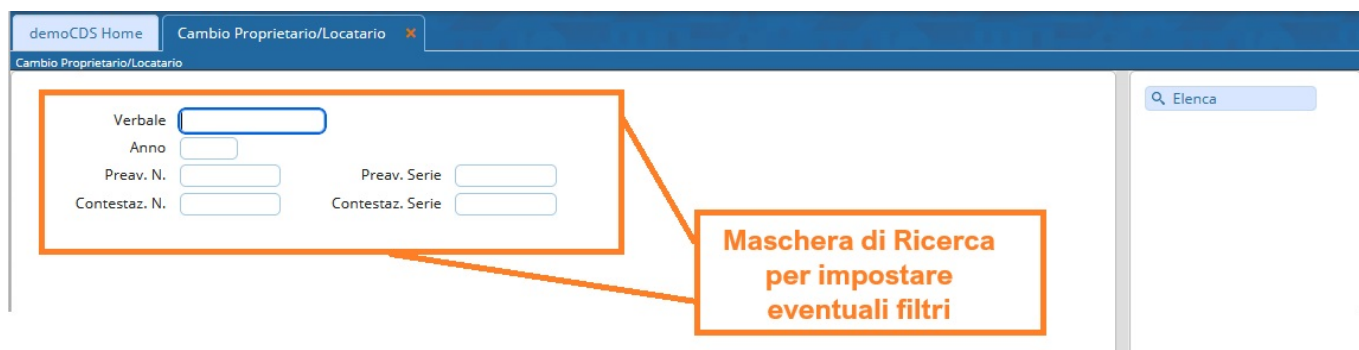 demoCDS Home Cambio Proprietario/Locatario ×
Cambio Proprietario/Locatario
Elenca
Verbale
Anno
Preav. N. Preav. Serie
Contestaz. N. Contestaz. Serie
Maschera di Ricerca
per impostare
eventuali filtri